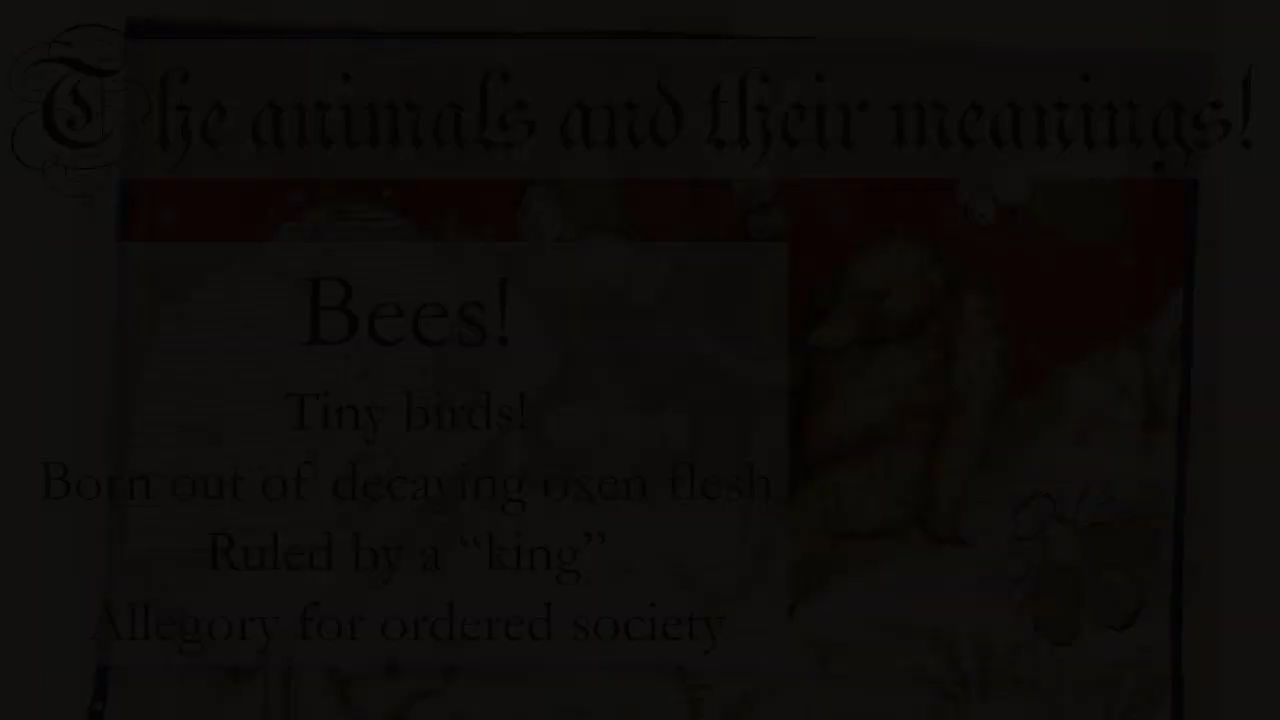 The animals and their meanings!
Bees!
Tiny birds!
Born out of decaying oxen flesh
Ruled by a “king”
Allegory for ordered society